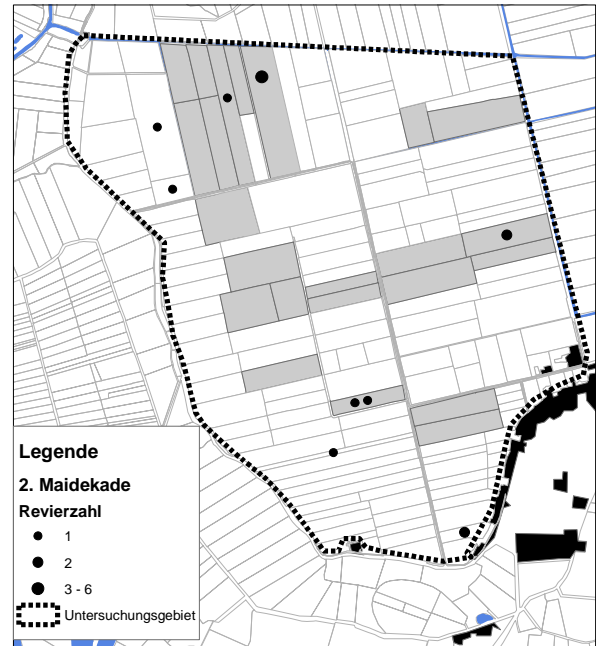 Legende
2. Maidekade
Revierzahl
1
2
3 - 6
Untersuchungsgebiet